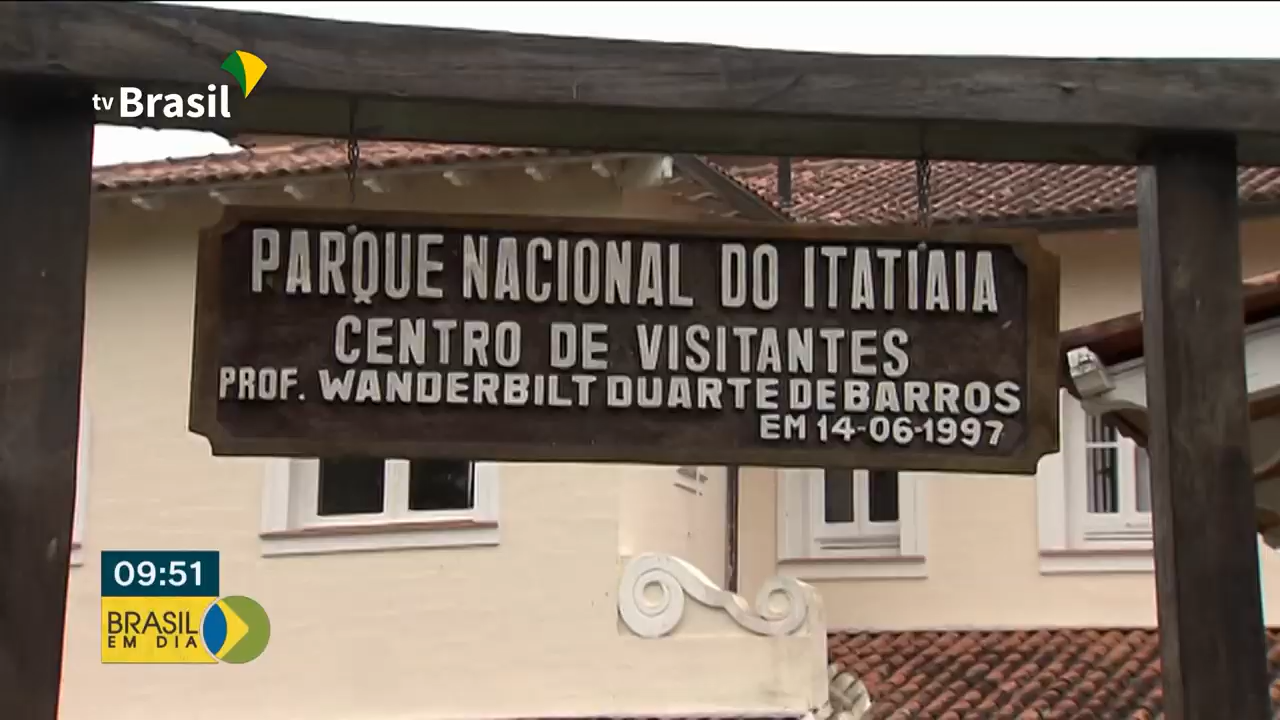 tv Brasil
PARQUE NACIONAL DO ITATIAIA
CENTRO DE VISITANTES
PROF. WANDERBILT DUARTE DE BARROS
EM 14-06-1997
09:51
BRASIL
EM DIA